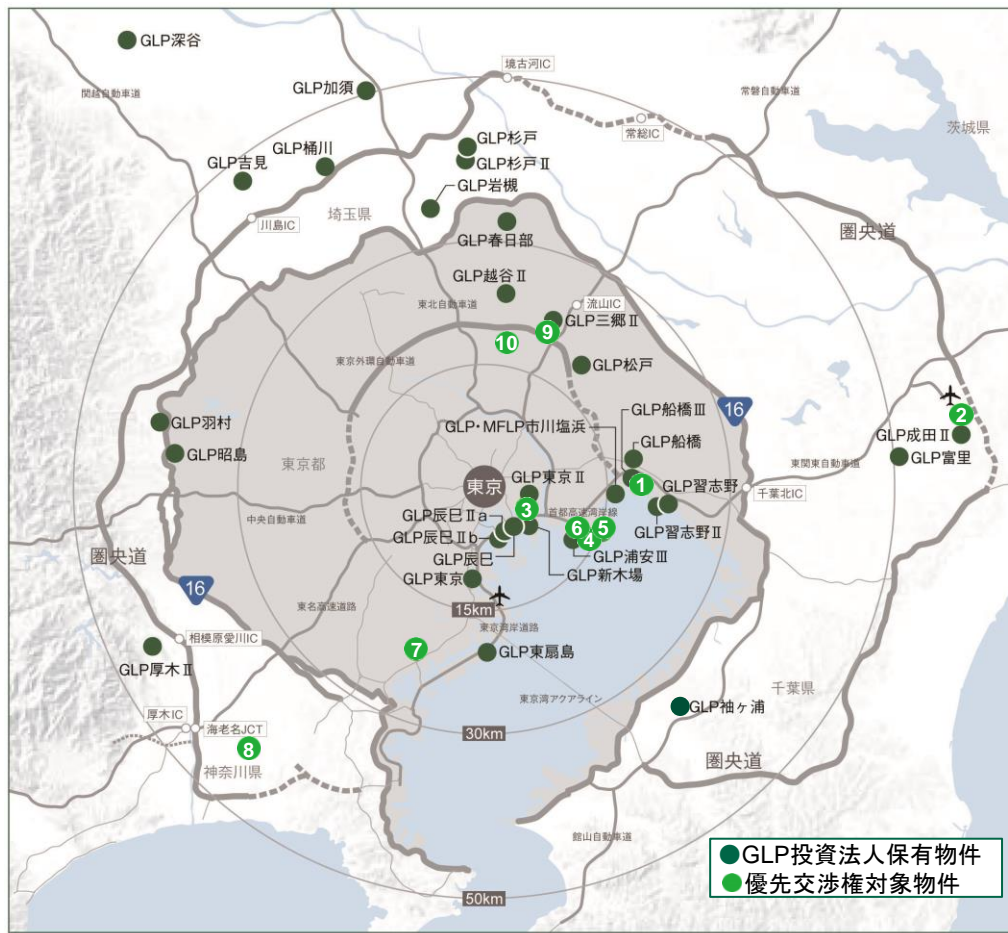 GLP深谷
関越自動車道
GLP加須
境古河IC
常磐自動車道
常総IC
茨城県
GLP杉戸
GLP杉戸Ⅱ
GLP桶川
GLP吉見
GLP岩槻
埼玉県
川島IC
圏央道
GLP春日部
GLP越谷Ⅱ
東北自動車道
流山IC
GLP三郷Ⅱ
9
10
東京外環自動車道
GLP松戸
16
2
GLP成田Ⅱ
GLP富里
東関東自動車道
千葉北IC
GLP羽村
GLP昭島
東京都
GLP船橋Ⅲ
GLP・MFLP市川塩浜
GLP船橋
1
GLP習志野
GLP習志野Ⅱ
東京
GLP東京Ⅱ
3
首都高速湾岸線
中央自動車道
GLP辰巳Ⅱa
GLP辰巳Ⅱb
GLP辰巳
6
5
4
GLP浦安Ⅲ
GLP新木場
GLP東京
圏央道
16
東名高速道路
15km
東京湾岸道路
相模原愛川IC
GLP厚木Ⅱ
7
GLP東扇島
東京湾アクアライン
千葉県
GLP袖ヶ浦
厚木IC
海老名JCT
8
神奈川県
30km
圏央道
館山自動車道
50km
GLP投資法人保有物件
優先交渉権対象物件